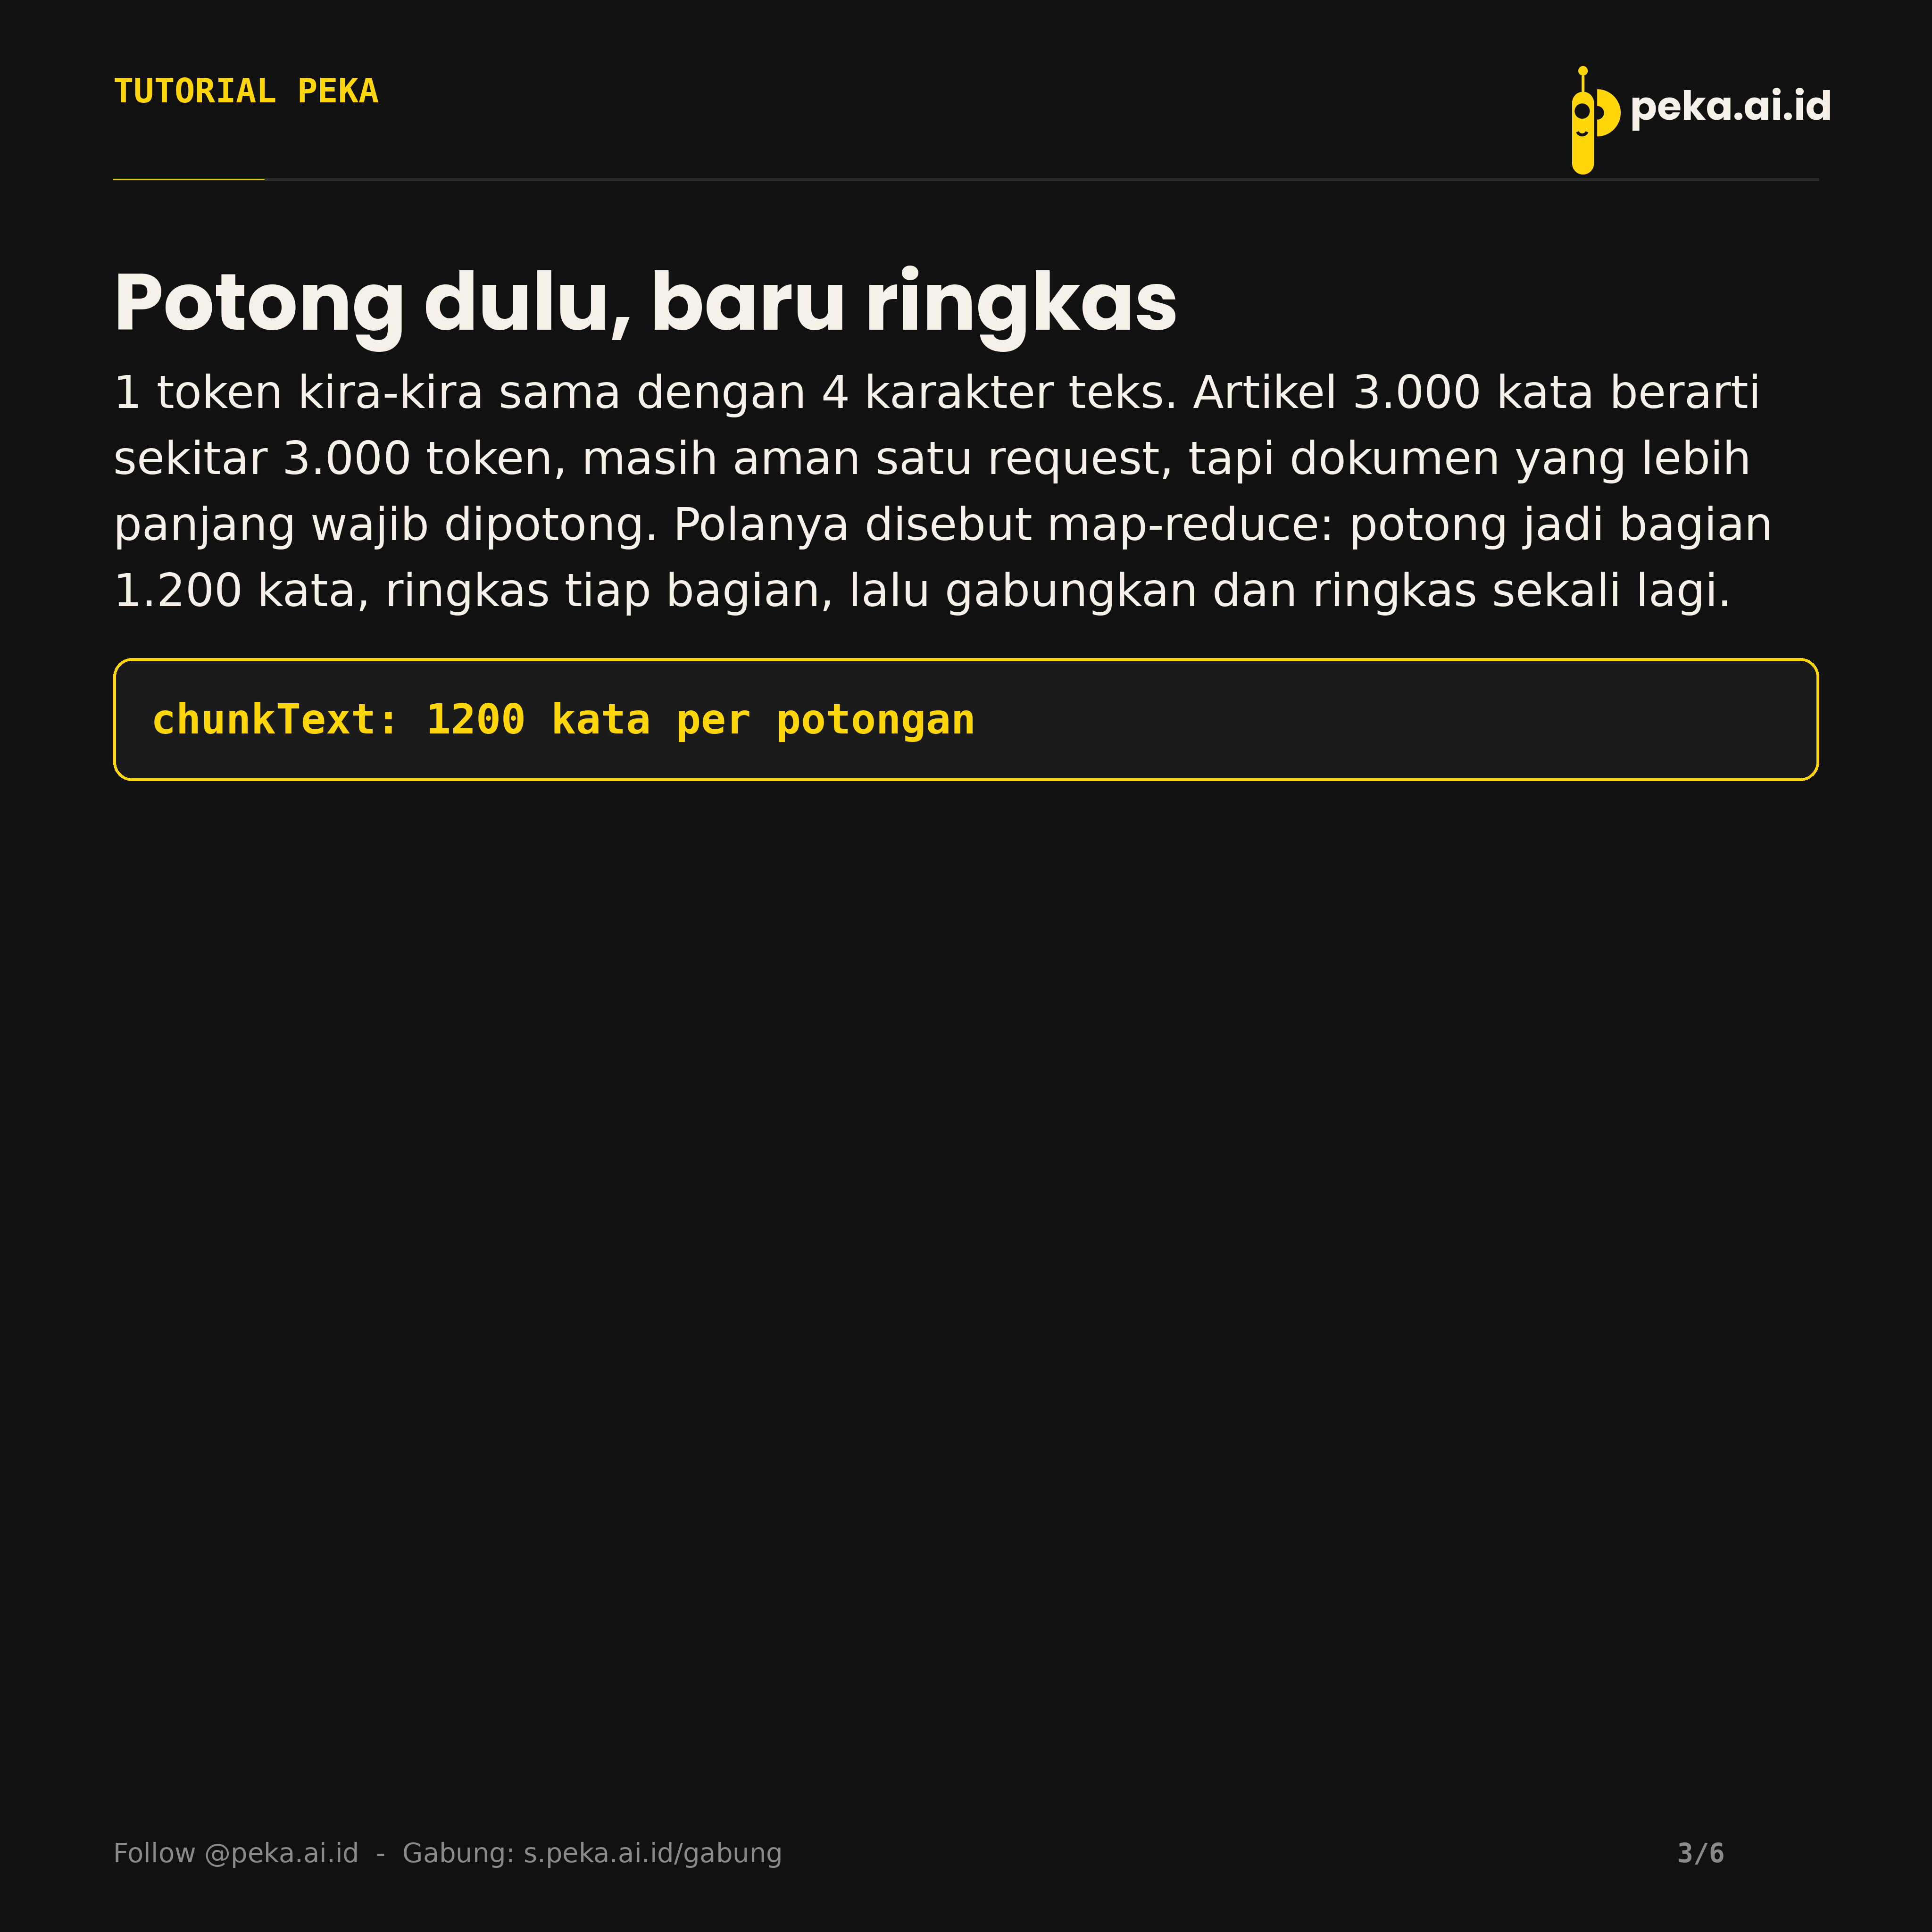 TUTORIAL PEKA
peka.ai.id
Potong dulu, baru ringkas
1 token kira-kira sama dengan 4 karakter teks. Artikel 3.000 kata berarti
sekitar 3.000 token, masih aman satu request, tapi dokumen yang lebih
panjang wajib dipotong. Polanya disebut map-reduce: potong jadi bagian
1.200 kata, ringkas tiap bagian, lalu gabungkan dan ringkas sekali lagi.
chunkText: 1200 kata per potongan
Follow @peka.ai.id - Gabung: s.peka.ai.id/gabung
3/6